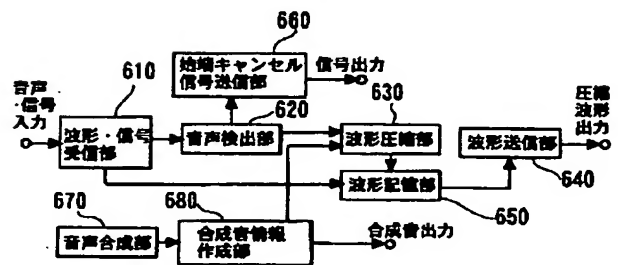 660
610
始端キャンセル
信号送信部
信号出力
音声
・信号
入力
620
630
圧縮
波形
出力
波形・信号
受信部
音声検出部
波形圧縮部
波形送信部
640
670
680
波形記憶部
650
音声合成部
合成音情報
作成部
合成音出力